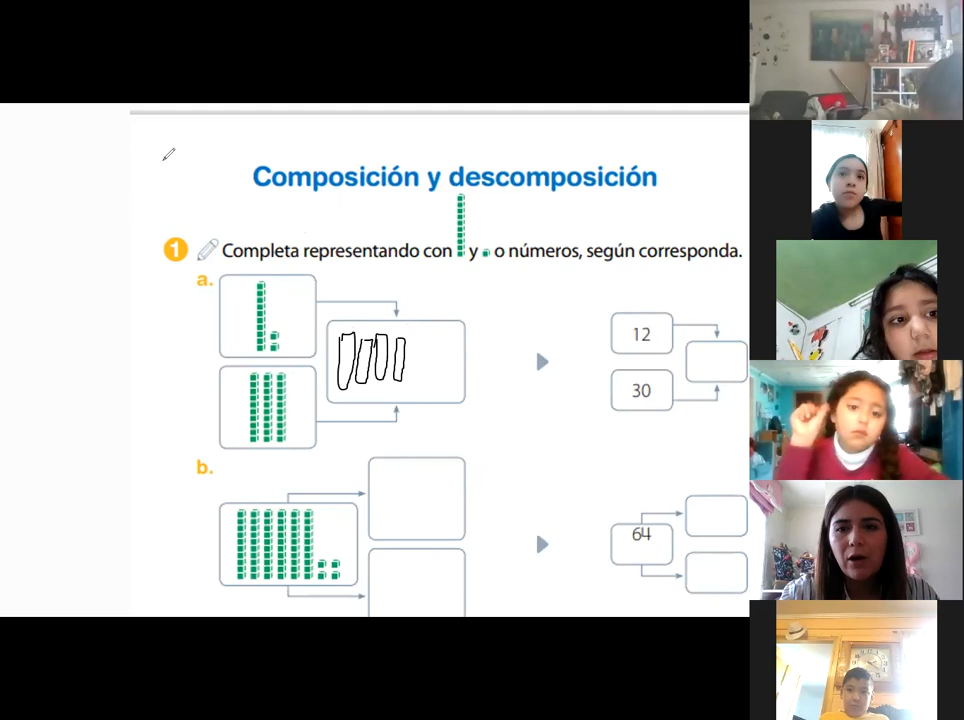 Composición y descomposición
1 Completa representando con y o números, según corresponda.
a.
12
30
b.
64